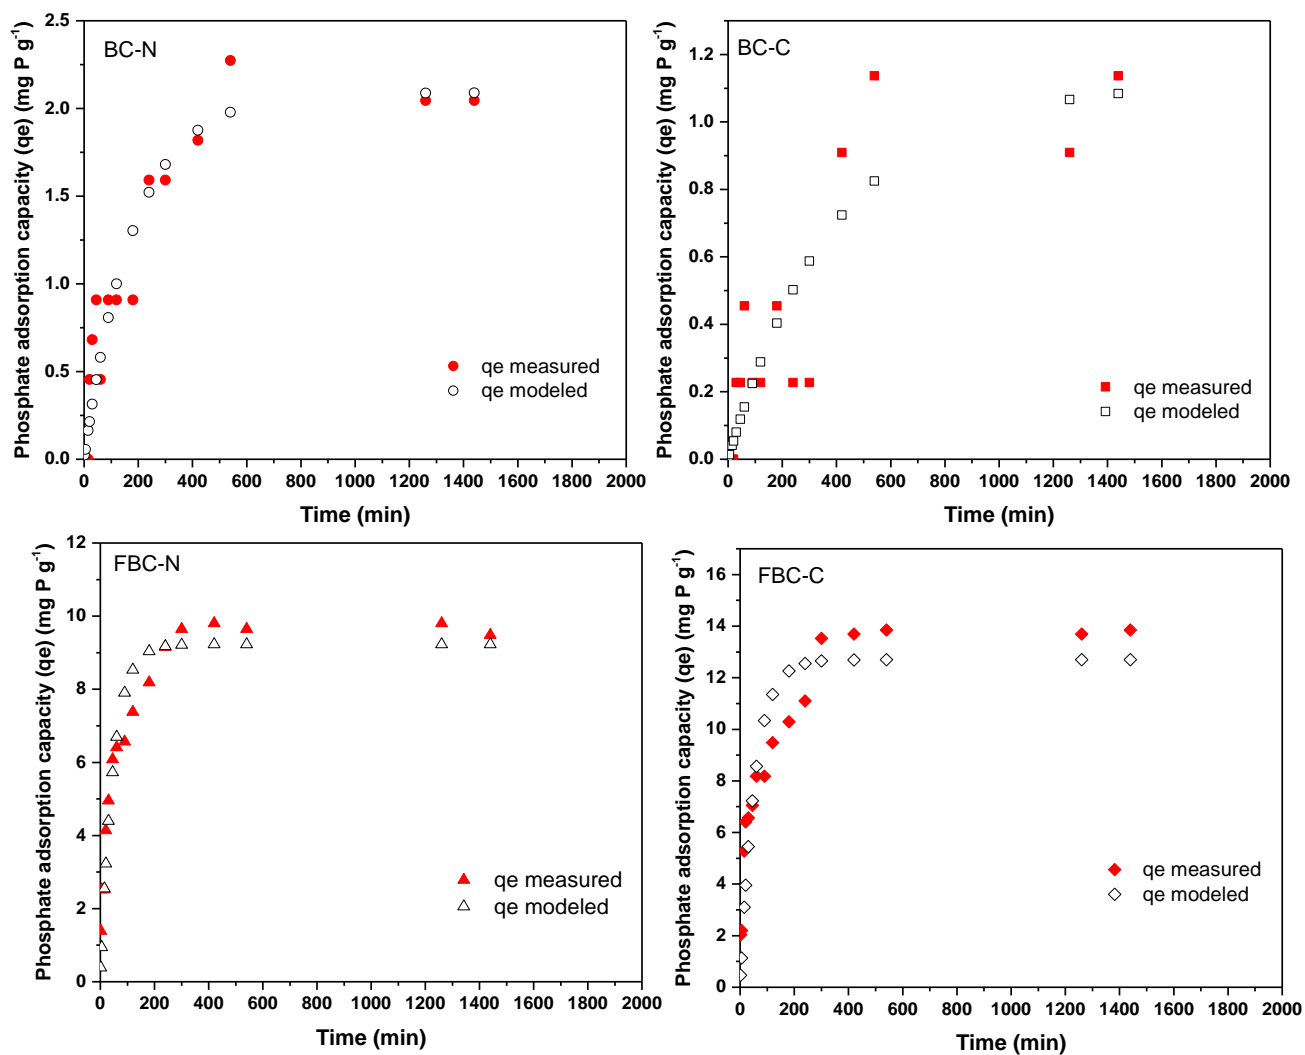 BC-N
Phosphate adsorption capacity (qe) (mg P g⁻¹)
2.5
2.0
1.5
1.0
0.5
0.0
qe measured
qe modeled
0 200 400 600 800 1000 1200 1400 1600 1800 2000
Time (min)
BC-C
Phosphate adsorption capacity (qe) (mg P g⁻¹)
1.2
1.0
0.8
0.6
0.4
0.2
0.0
qe measured
qe modeled
0 200 400 600 800 1000 1200 1400 1600 1800 2000
Time (min)
FBC-N
Phosphate adsorption capacity (qe) (mg P g⁻¹)
12
10
8
6
4
2
0
qe measured
qe modeled
0 200 400 600 800 1000 1200 1400 1600 1800 2000
Time (min)
FBC-C
Phosphate adsorption capacity (qe) (mg P g⁻¹)
16
14
12
10
8
6
4
2
0
qe measured
qe modeled
0 200 400 600 800 1000 1200 1400 1600 1800 2000
Time (min)